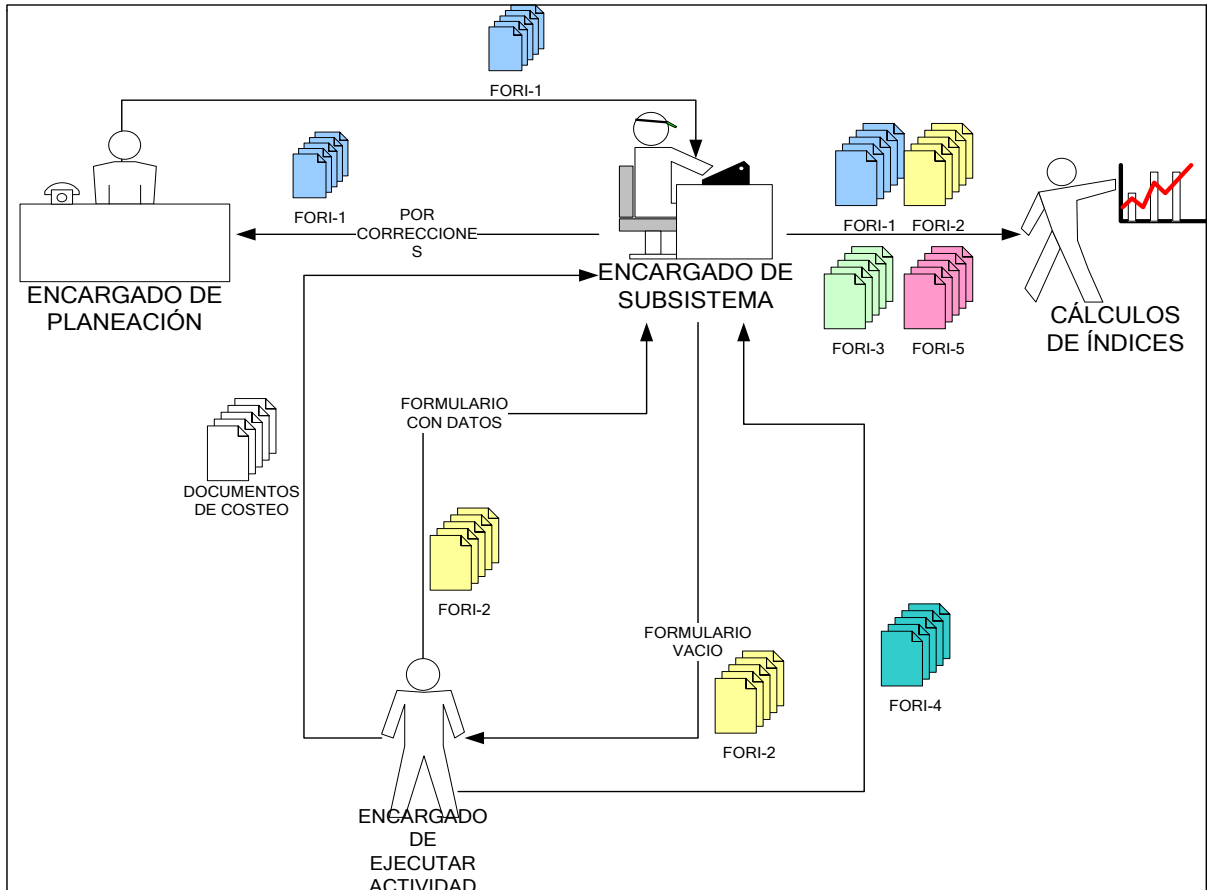 FORI-1
FORI-1
POR
CORRECCIONE
S
ENCARGADO DE
PLANEACIÓN
ENCARGADO DE
SUBSISTEMA
FORI-1
FORI-2
FORI-3
FORI-5
CÁLCULOS
DE ÍNDICES
FORMULARIO
CON DATOS
DOCUMENTOS
DE COSTEO
FORI-2
FORMULARIO
VACIO
FORI-2
FORI-4
ENCARGADO
DE
EJECUTAR
ACTIVIDAD